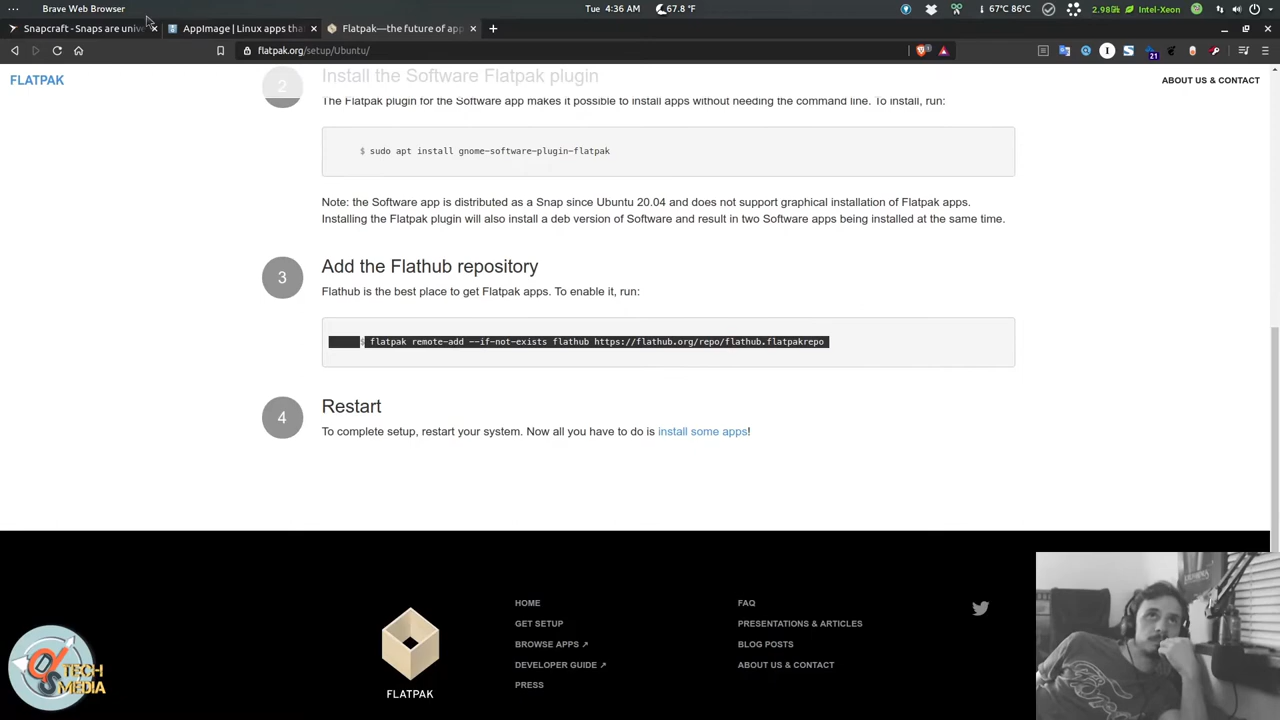 Brave Web Browser
Tue 4:36 AM
67.8 °F
67°C 86°C
2.98GHz
Intel-Xeon
Snapcraft - Snaps are unive
AppImage | Linux apps tha
Flatpak—the future of app
flatpak.org/setup/Ubuntu/
1
21
FLATPAK
ABOUT US & CONTACT
2
Install the Software Flatpak plugin
The Flatpak plugin for the Software app makes it possible to install apps without needing the command line. To install, run:
$ sudo apt install gnome-software-plugin-flatpak
Note: the Software app is distributed as a Snap since Ubuntu 20.04 and does not support graphical installation of Flatpak apps.
Installing the Flatpak plugin will also install a deb version of Software and result in two Software apps being installed at the same time.
3
Add the Flathub repository
Flathub is the best place to get Flatpak apps. To enable it, run:
$ flatpak remote-add --if-not-exists flathub https://flathub.org/repo/flathub.flatpakrepo
4
Restart
To complete setup, restart your system. Now all you have to do is install some apps!
FLATPAK
HOME
GET SETUP
BROWSE APPS ↗
DEVELOPER GUIDE ↗
PRESS
FAQ
PRESENTATIONS & ARTICLES
BLOG POSTS
ABOUT US & CONTACT
TECH
MEDIA